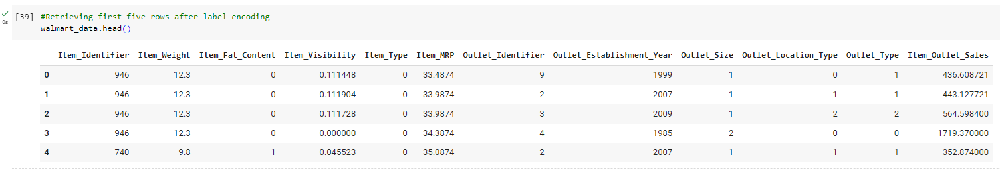 [39] #Retrieving first five rows after label encoding
0s
walmart_data.head()
Item_Identifier Item_Weight Item_Fat_Content Item_Visibility Item_Type Item_MRP Outlet_Identifier Outlet_Establishment_Year Outlet_Size Outlet_Location_Type Outlet_Type Item_Outlet_Sales
0 946 12.3 0 0.111448 0 33.4874 9 1999 1 0 1 436.608721
1 946 12.3 0 0.111904 0 33.9874 2 2007 1 1 1 443.127721
2 946 12.3 0 0.111728 0 33.9874 3 2009 1 2 2 564.598400
3 946 12.3 0 0.000000 0 34.3874 4 1985 2 0 0 1719.370000
4 740 9.8 1 0.045523 0 35.0874 2 2007 1 1 1 352.874000